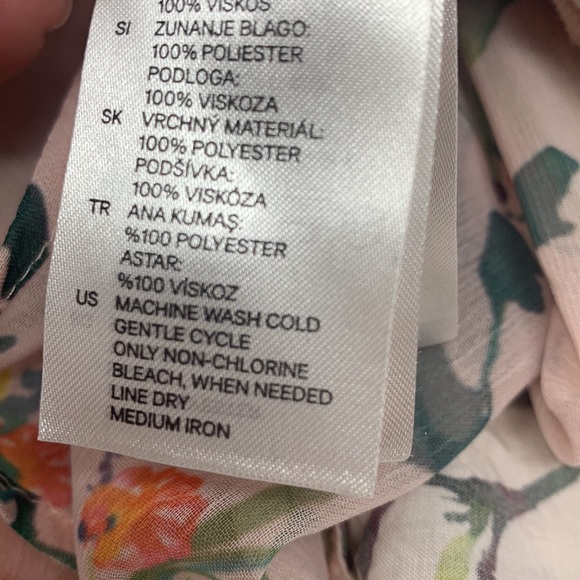 100% VISKOS
SI ZUNANJE BLAGO:
100% POLIESTER
PODLOGA:
100% VISKOZA
SK VRCHNÝ MATERIÁL:
100% POLYESTER
PODŠÍVKA:
100% VISKÓZA
TR ANA KUMAŞ:
%100 POLYESTER
ASTAR:
%100 VİSKOZ
US MACHINE WASH COLD
GENTLE CYCLE
ONLY NON-CHLORINE
BLEACH, WHEN NEEDED
LINE DRY
MEDIUM IRON